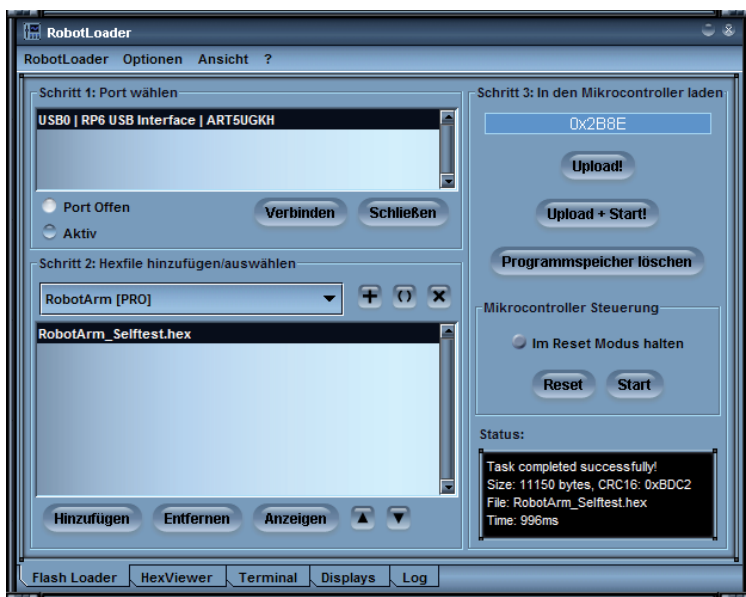 RobotLoader
RobotLoader Optionen Ansicht ?
Schritt 1: Port wählen
USB0 | RP6 USB Interface | ART5UGKH
Port Offen
Aktiv
Verbinden
Schließen
Schritt 2: Hexfile hinzufügen/auswählen
RobotArm [PRO]
RobotArm_Selftest.hex
Hinzufügen
Entfernen
Anzeigen
Schritt 3: In den Mikrocontroller laden
0x2B8E
Upload!
Upload + Start!
Programmspeicher löschen
Mikrocontroller Steuerung
Im Reset Modus halten
Reset
Start
Status:
Task completed successfully!
Size: 11150 bytes, CRC16: 0xBDC2
File: RobotArm_Selftest.hex
Time: 996ms
Flash Loader
HexViewer
Terminal
Displays
Log